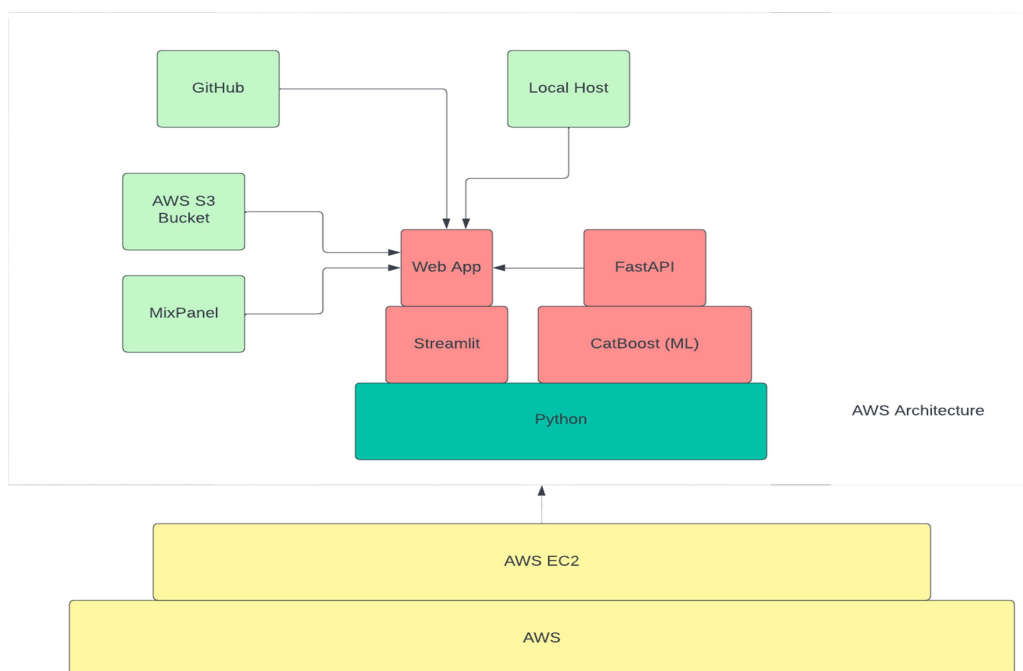 GitHub
Local Host
AWS S3
Bucket
Web App
FastAPI
MixPanel
Streamlit
CatBoost (ML)
Python
AWS Architecture
AWS EC2
AWS